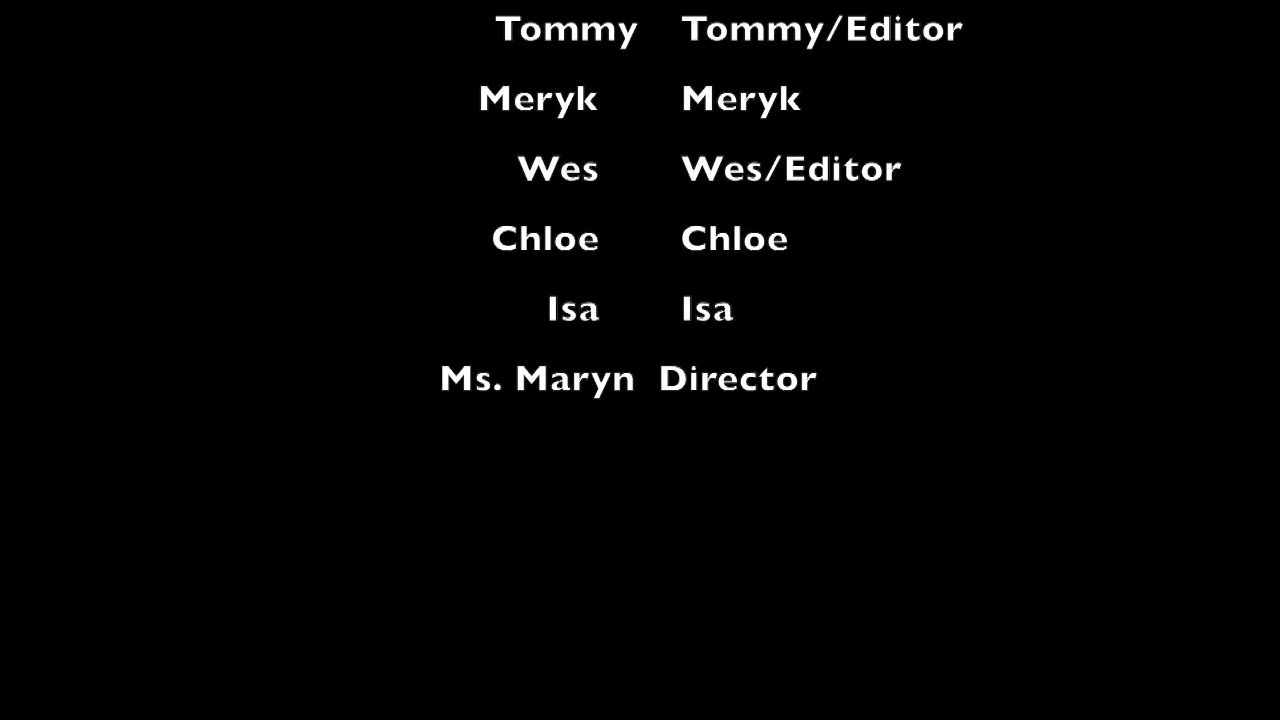 Tommy Tommy/Editor
Meryk Meryk
Wes Wes/Editor
Chloe Chloe
Isa Isa
Ms. Maryn Director